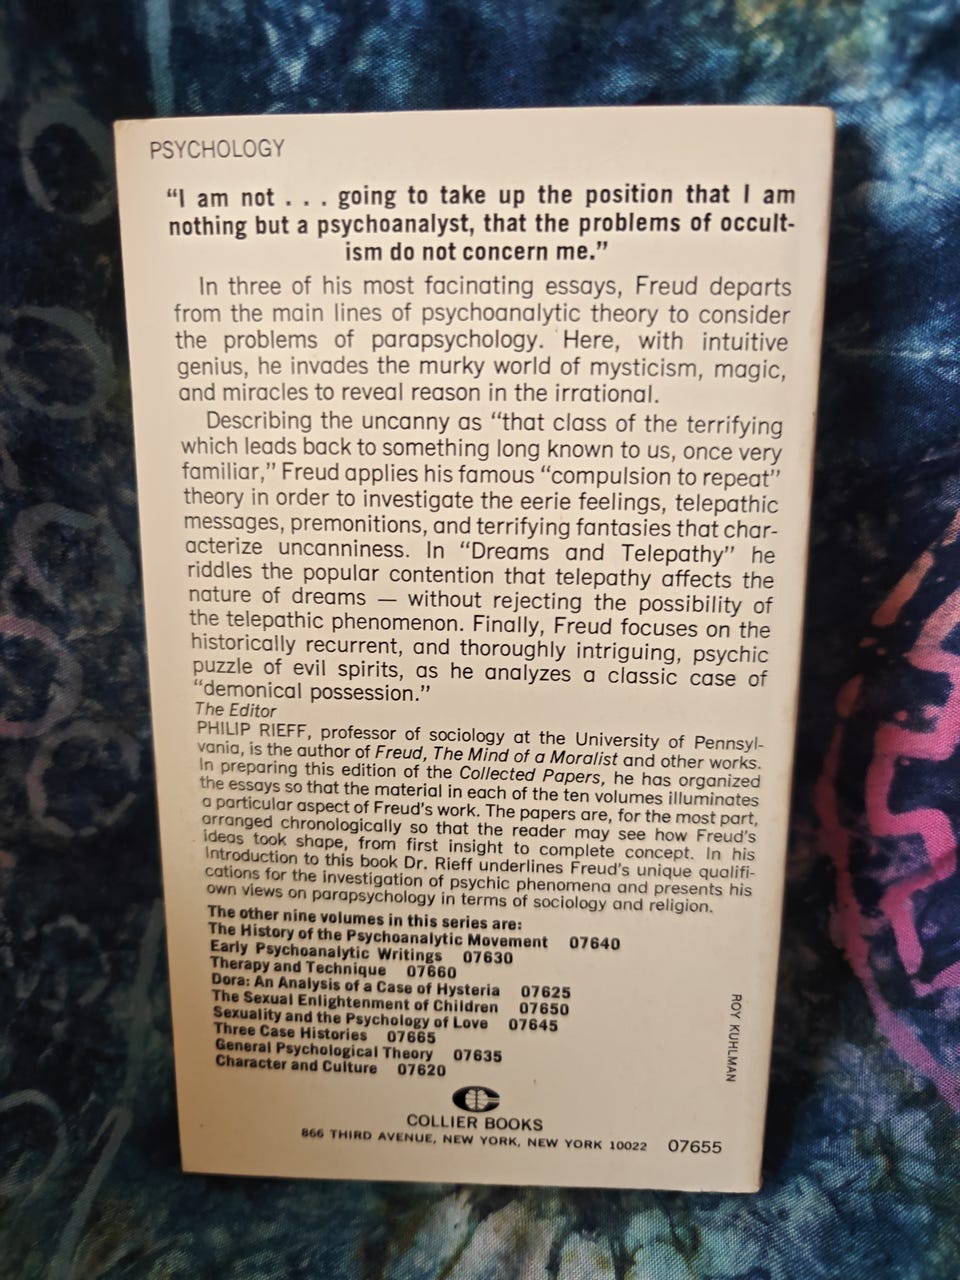 PSYCHOLOGY
“I am not . . . going to take up the position that I am
nothing but a psychoanalyst, that the problems of occult-
ism do not concern me.”
In three of his most facinating essays, Freud departs
from the main lines of psychoanalytic theory to consider
the problems of parapsychology. Here, with intuitive
genius, he invades the murky world of mysticism, magic,
and miracles to reveal reason in the irrational.
Describing the uncanny as “that class of the terrifying
which leads back to something long known to us, once very
familiar,” Freud applies his famous “compulsion to repeat”
theory in order to investigate the eerie feelings, telepathic
messages, premonitions, and terrifying fantasies that char-
acterize uncanniness. In “Dreams and Telepathy” he
riddles the popular contention that telepathy affects the
nature of dreams — without rejecting the possibility of
the telepathic phenomenon. Finally, Freud focuses on the
historically recurrent, and thoroughly intriguing, psychic
puzzle of evil spirits, as he analyzes a classic case of
“demonical possession.”
The Editor
PHILIP RIEFF, professor of sociology at the University of Pennsyl-
vania, is the author of Freud, The Mind of a Moralist and other works.
In preparing this edition of the Collected Papers, he has organized
the essays so that the material in each of the ten volumes illuminates
a particular aspect of Freud's work. The papers are, for the most part,
arranged chronologically so that the reader may see how Freud's
ideas took shape, from first insight to complete concept. In his
Introduction to this book Dr. Rieff underlines Freud's unique qualifi-
cations for the investigation of psychic phenomena and presents his
own views on parapsychology in terms of sociology and religion.
The other nine volumes in this series are:
The History of the Psychoanalytic Movement 07640
Early Psychoanalytic Writings 07630
Therapy and Technique 07660
Dora: An Analysis of a Case of Hysteria 07625
The Sexual Enlightenment of Children 07650
Sexuality and the Psychology of Love 07645
Three Case Histories 07665
General Psychological Theory 07635
Character and Culture 07620
ROY KUHLMAN
COLLIER BOOKS
866 THIRD AVENUE, NEW YORK, NEW YORK 10022 07655